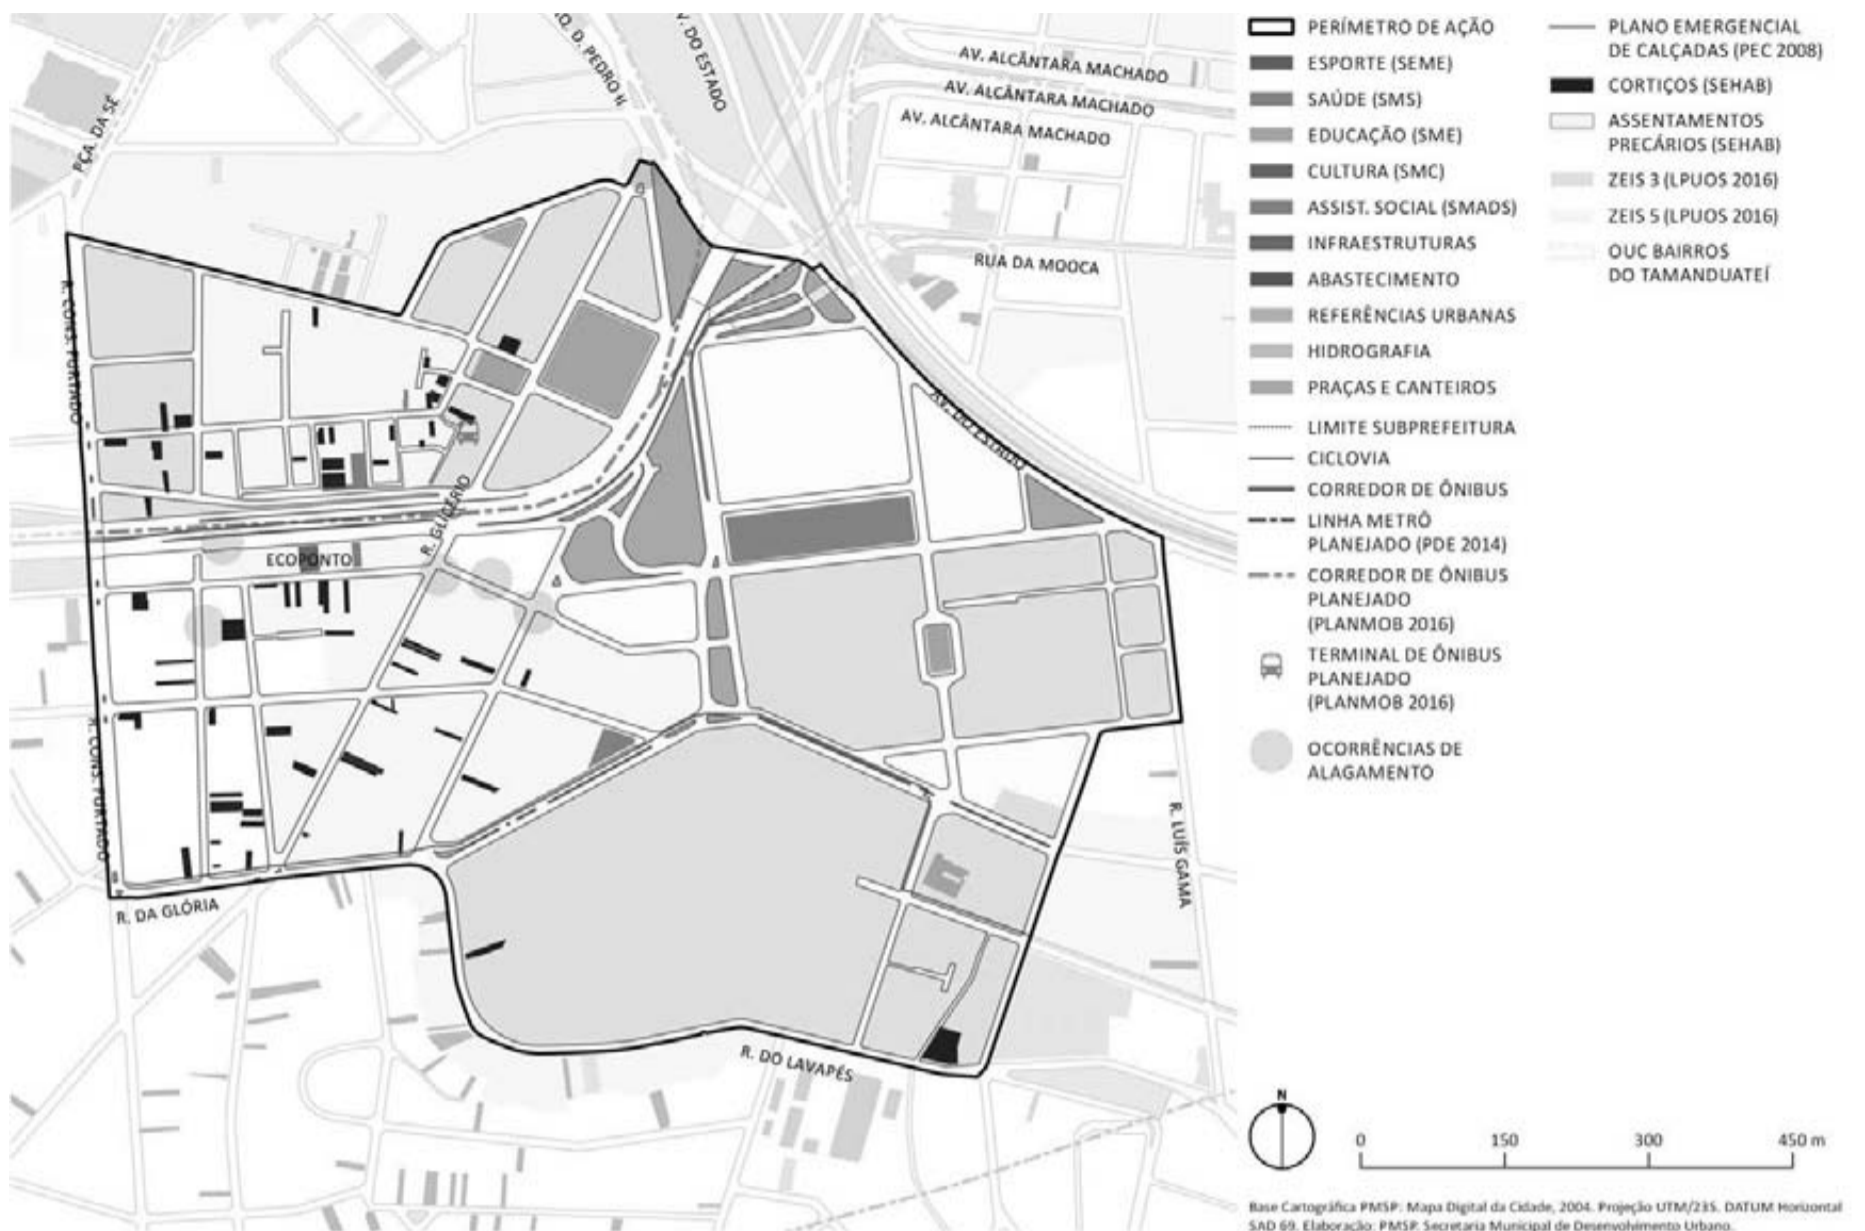 PÇA. DA SÉ
PQ. D. PEDRO II
AV. DO ESTADO
AV. ALCÂNTARA MACHADO
AV. ALCÂNTARA MACHADO
AV. ALCÂNTARA MACHADO
RUA DA MOOCA
R. CONS. FURTADO
AV. DO ESTADO
R. GLICÉRIO
ECOPONTO
R. CONS. FURTADO
R. LUÍS GAMA
R. DA GLÓRIA
R. DO LAVAPÉS
PERÍMETRO DE AÇÃO
ESPORTE (SEME)
SAÚDE (SMS)
EDUCAÇÃO (SME)
CULTURA (SMC)
ASSIST. SOCIAL (SMADS)
INFRAESTRUTURAS
ABASTECIMENTO
REFERÊNCIAS URBANAS
HIDROGRAFIA
PRAÇAS E CANTEIROS
LIMITE SUBPREFEITURA
CICLOVIA
CORREDOR DE ÔNIBUS
LINHA METRÔ
PLANEJADO (PDE 2014)
CORREDOR DE ÔNIBUS
PLANEJADO
(PLANMOB 2016)
TERMINAL DE ÔNIBUS
PLANEJADO
(PLANMOB 2016)
OCORRÊNCIAS DE
ALAGAMENTO
PLANO EMERGENCIAL
DE CALÇADAS (PEC 2008)
CORTIÇOS (SEHAB)
ASSENTAMENTOS
PRECÁRIOS (SEHAB)
ZEIS 3 (LPUOS 2016)
ZEIS 5 (LPUOS 2016)
OUC BAIRROS
DO TAMANDUATEÍ
N
0 150 300 450 m
Base Cartográfica PMSP: Mapa Digital da Cidade, 2004. Projeção UTM/23S. DATUM Horizontal
SAD 69. Elaboração: PMSP. Secretaria Municipal de Desenvolvimento Urbano.